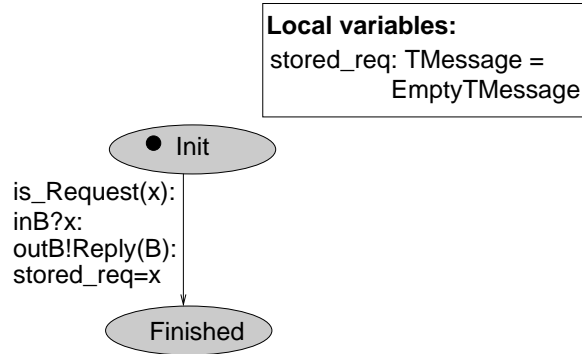 Local variables:
stored_req: TMessage =
EmptyTMessage
Init
is_Request(x):
inB?x:
outB!Reply(B):
stored_req=x
Finished